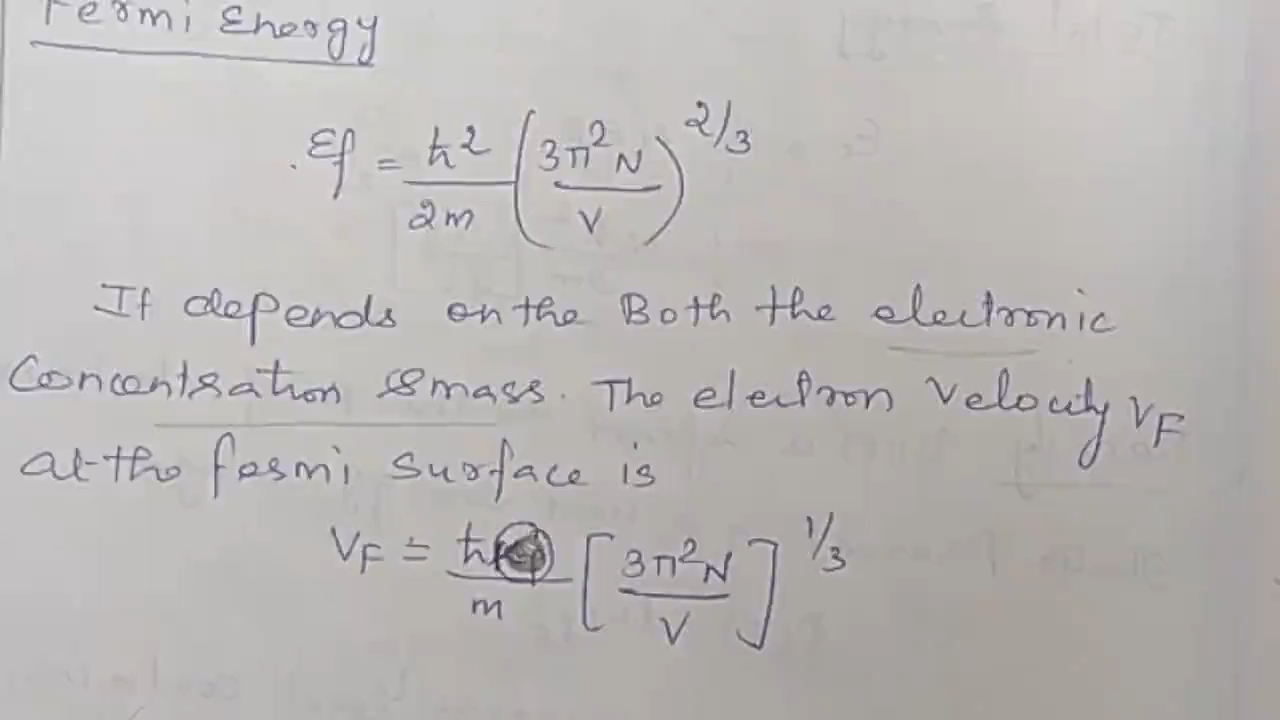 Fermi Energy
Ef = ħ²/2m (3π²N/V)^2/3
It depends on the Both the electronic
Concentration & mass. The electron Velocity VF
at the fermi surface is
VF = ħ/m [3π²N/V]^1/3